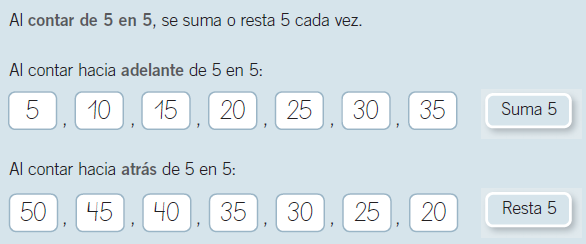 Al contar de 5 en 5, se suma o resta 5 cada vez.
Al contar hacia adelante de 5 en 5:
5, 10, 15, 20, 25, 30, 35 Suma 5
Al contar hacia atrás de 5 en 5:
50, 45, 40, 35, 30, 25, 20 Resta 5